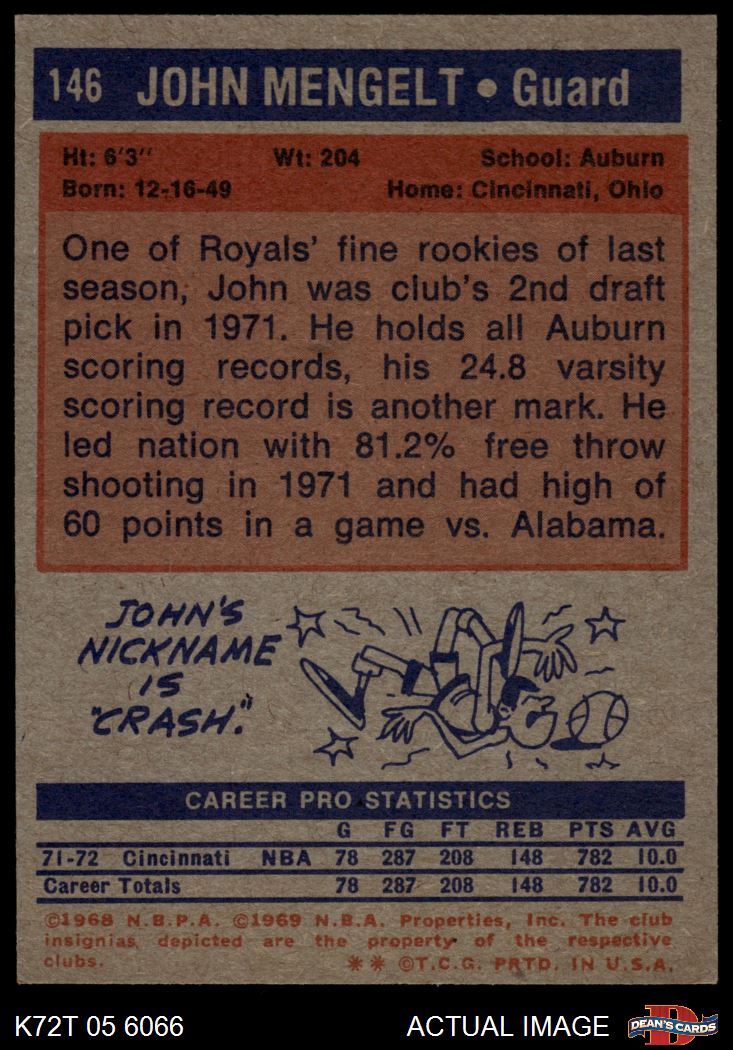 146 JOHN MENGELT • Guard
Ht: 6'3" Wt: 204 School: Auburn
Born: 12-16-49 Home: Cincinnati, Ohio
One of Royals' fine rookies of last
season, John was club's 2nd draft
pick in 1971. He holds all Auburn
scoring records, his 24.8 varsity
scoring record is another mark. He
led nation with 81.2% free throw
shooting in 1971 and had high of
60 points in a game vs. Alabama.
JOHN'S
NICKNAME
IS
"CRASH."
CAREER PRO STATISTICS
G FG FT REB PTS AVG
71-72 Cincinnati NBA 78 287 208 148 782 10.0
Career Totals 78 287 208 148 782 10.0
©1968 N.B.P.A. ©1969 N.B.A. Properties, Inc. The club
insignias depicted are the property of the respective
clubs. ** ©T.C.G. PRTD. IN U.S.A.
K72T 05 6066 ACTUAL IMAGE DEAN'S CARDS